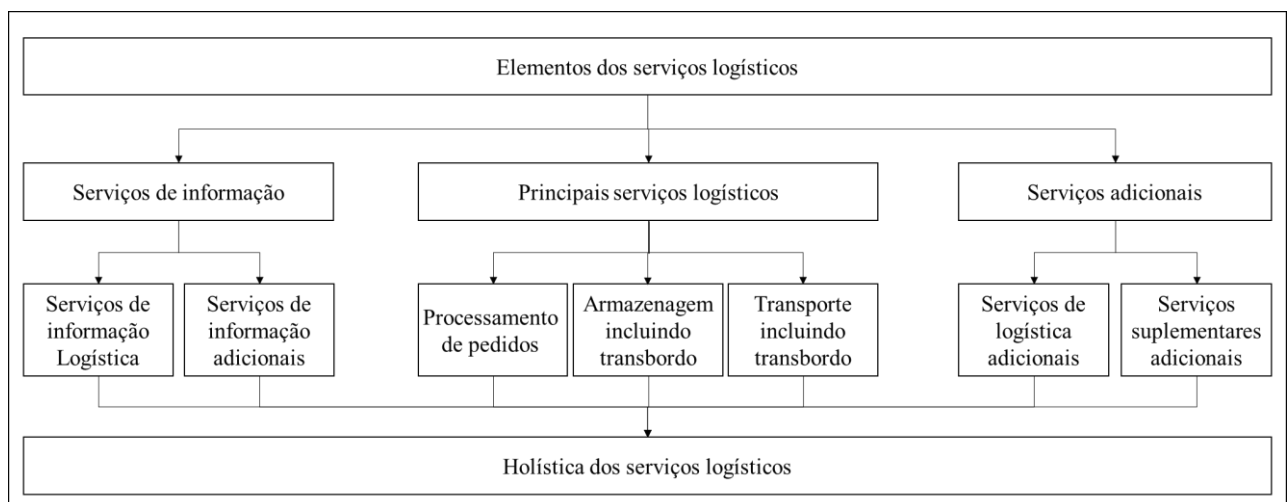 Elementos dos serviços logísticos
Serviços de informação
Principais serviços logísticos
Serviços adicionais
Serviços de
informação
Logística
Serviços de
informação
adicionais
Processamento
de pedidos
Armazenagem
incluindo
transbordo
Transporte
incluindo
transbordo
Serviços de
logística
adicionais
Serviços
suplementares
adicionais
Holística dos serviços logísticos